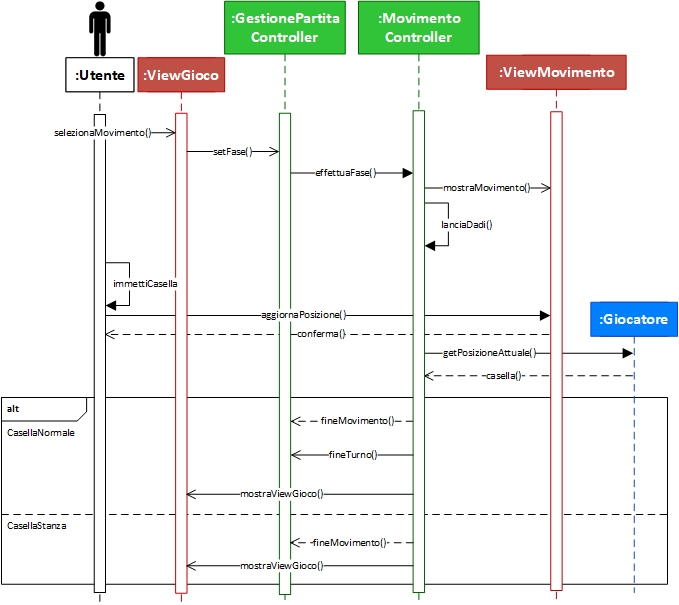 :GestionePartita
Controller
:Movimento
Controller
:Utente
:ViewGioco
:ViewMovimento
selezionaMovimento()
setFase()
effettuaFase()
mostraMovimento()
lanciaDadi()
immettiCasella
aggiornaPosizione()
:Giocatore
conferma()
getPosizioneAttuale()
casella()
alt
CasellaNormale
fineMovimento()
fineTurno()
mostraViewGioco()
CasellaStanza
fineMovimento()
mostraViewGioco()